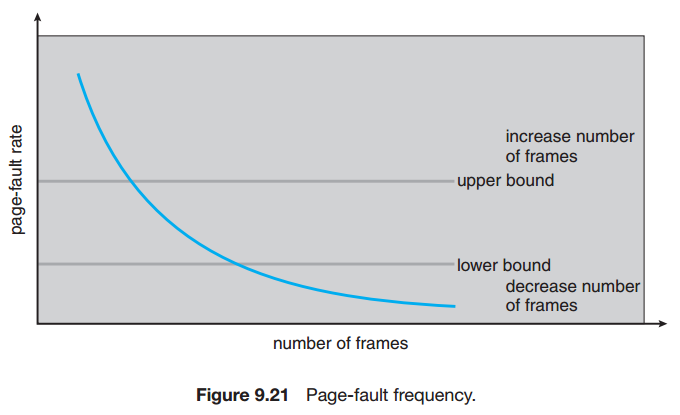 page-fault rate
increase number
of frames
upper bound
lower bound
decrease number
of frames
number of frames
Figure 9.21 Page-fault frequency.